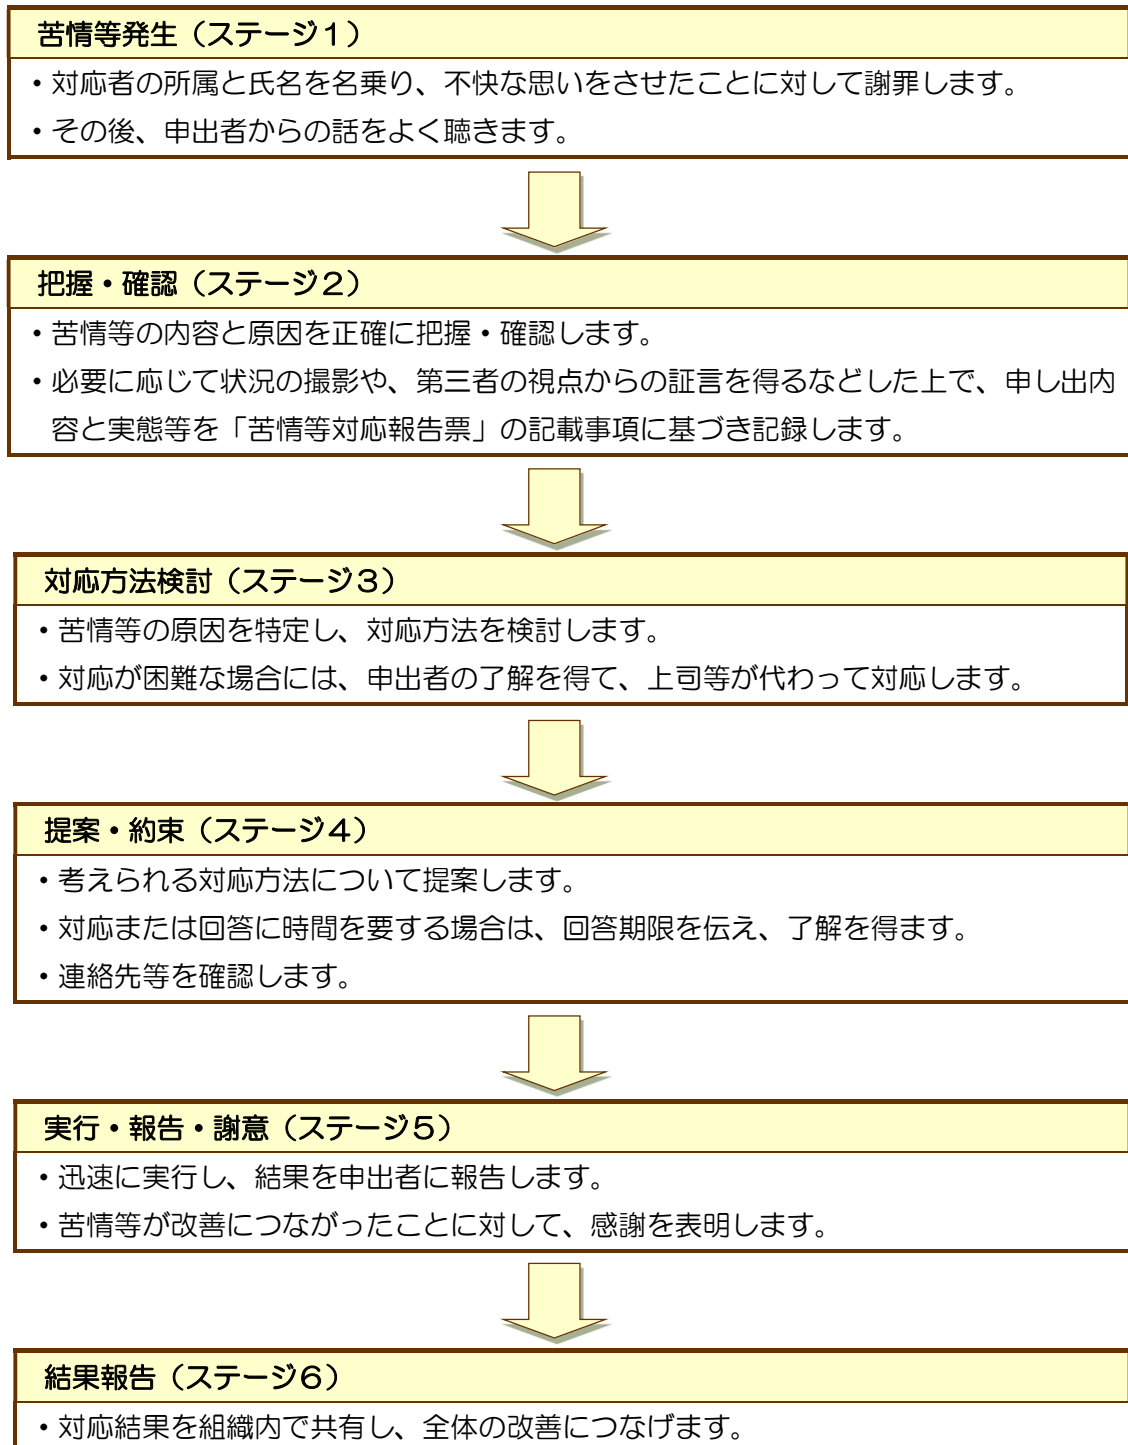 苦情等発生（ステージ１）
・対応者の所属と氏名を名乗り、不快な思いをさせたことに対して謝罪します。
・その後、申出者からの話をよく聴きます。
把握・確認（ステージ２）
・苦情等の内容と原因を正確に把握・確認します。
・必要に応じて状況の撮影や、第三者の視点からの証言を得るなどした上で、申し出内
容と実態等を「苦情等対応報告票」の記載事項に基づき記録します。
対応方法検討（ステージ３）
・苦情等の原因を特定し、対応方法を検討します。
・対応が困難な場合には、申出者の了解を得て、上司等が代わって対応します。
提案・約束（ステージ４）
・考えられる対応方法について提案します。
・対応または回答に時間を要する場合は、回答期限を伝え、了解を得ます。
・連絡先等を確認します。
実行・報告・謝意（ステージ５）
・迅速に実行し、結果を申出者に報告します。
・苦情等が改善につながったことに対して、感謝を表明します。
結果報告（ステージ６）
・対応結果を組織内で共有し、全体の改善につなげます。